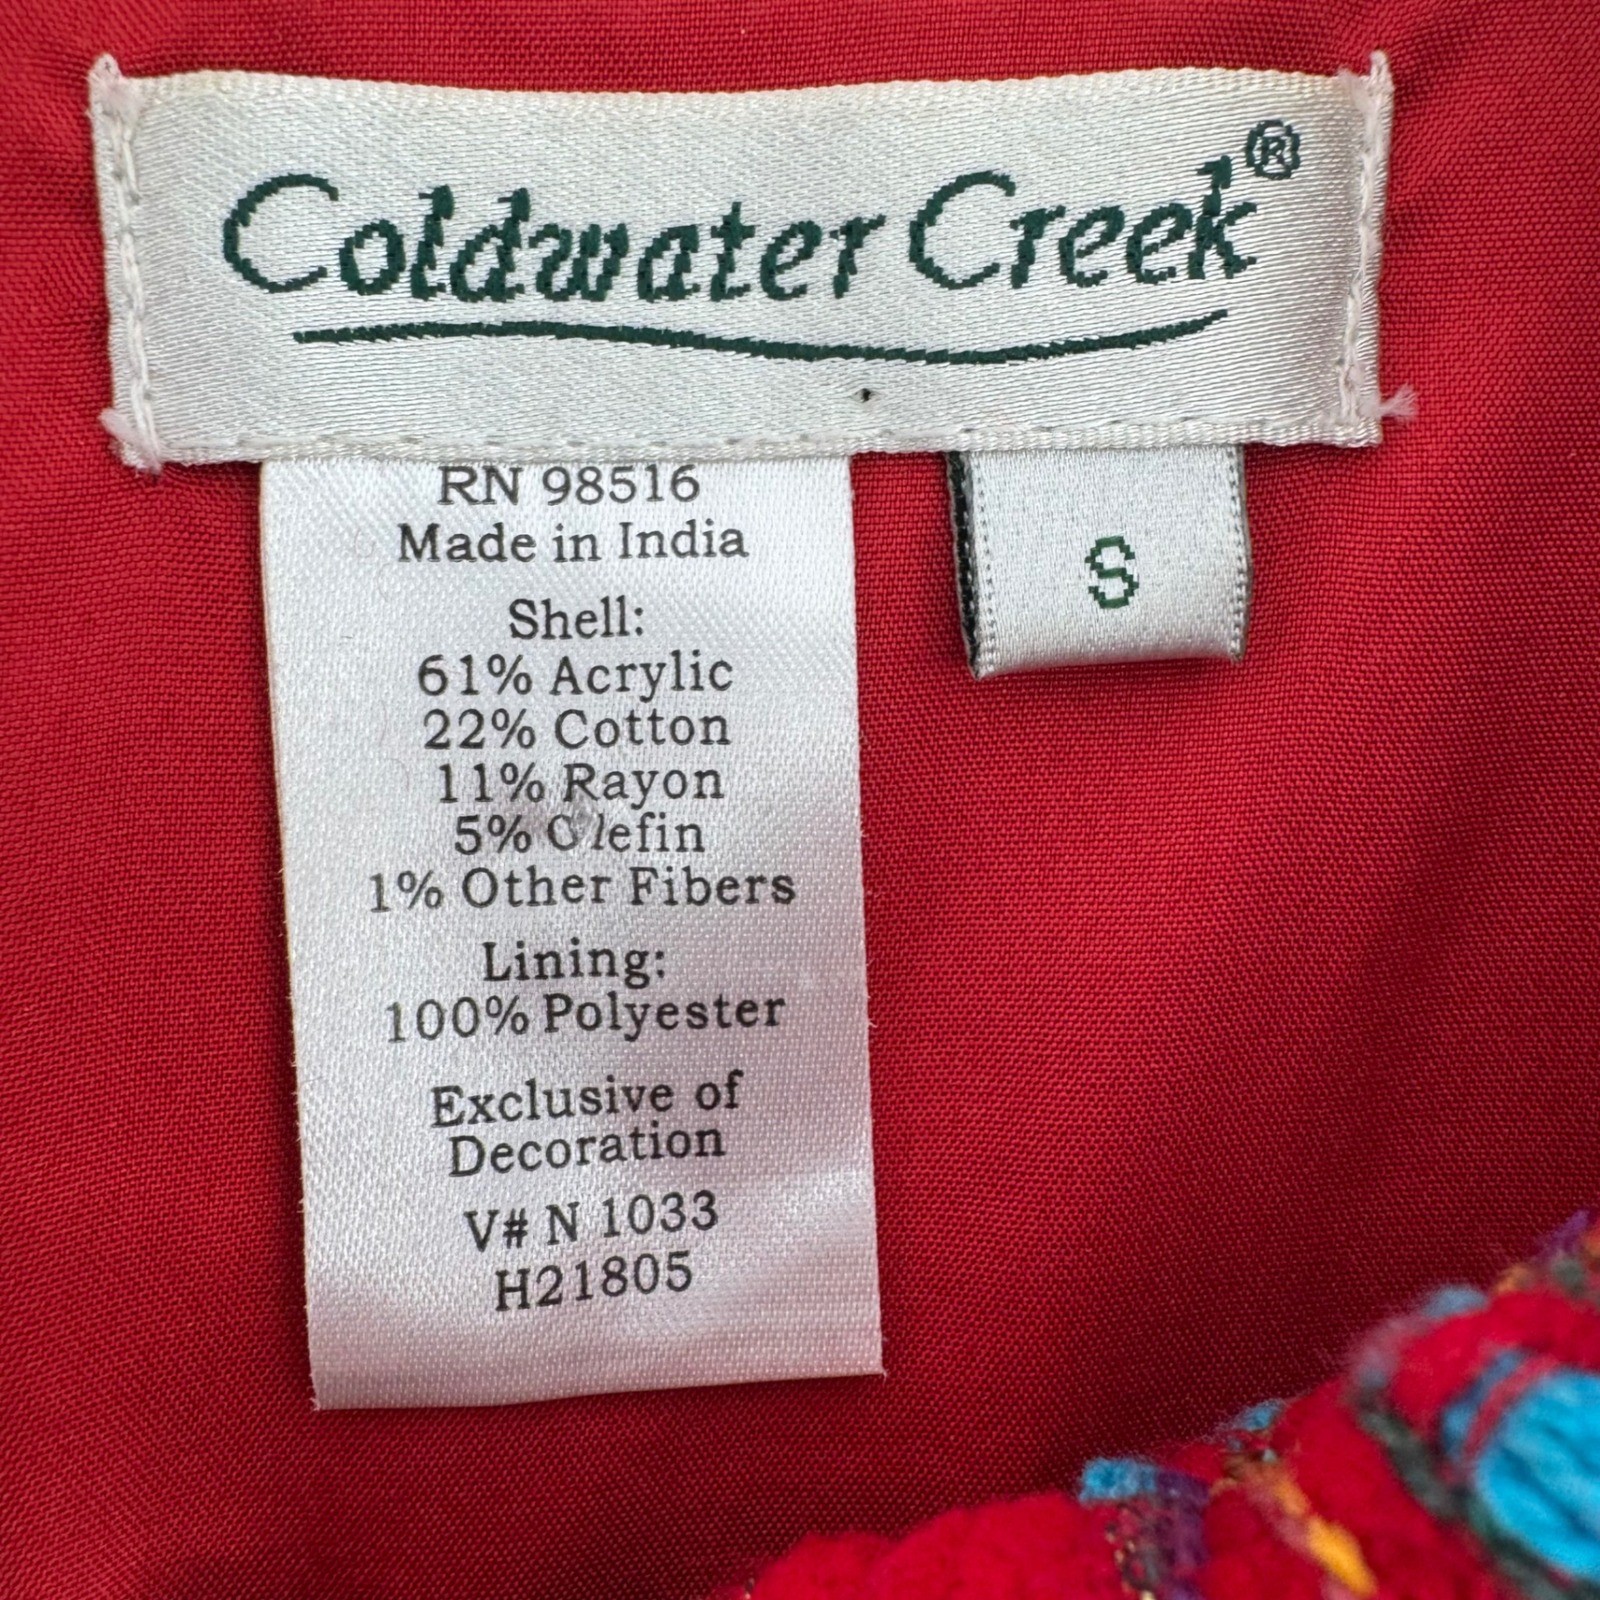 Coldwater Creek®
RN 98516
Made in India
S
Shell:
61% Acrylic
22% Cotton
11% Rayon
5% Olefin
1% Other Fibers
Lining:
100% Polyester
Exclusive of
Decoration
V# N 1033
H21805